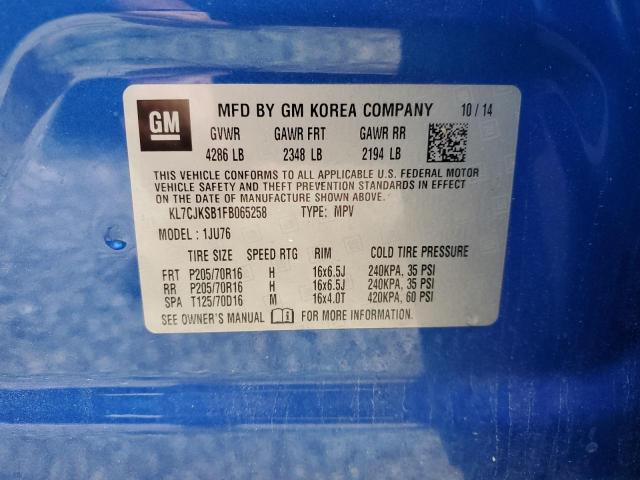 GM
MFD BY GM KOREA COMPANY 10/14
GVWR GAWR FRT GAWR RR
4286 LB 2348 LB 2194 LB
THIS VEHICLE CONFORMS TO ALL APPLICABLE U.S. FEDERAL MOTOR
VEHICLE SAFETY AND THEFT PREVENTION STANDARDS IN EFFECT
ON THE DATE OF MANUFACTURE SHOWN ABOVE.
KL7CJKSB1FB065258 TYPE: MPV
MODEL: 1JU76
TIRE SIZE SPEED RTG RIM COLD TIRE PRESSURE
FRT P205/70R16 H 16x6.5J 240KPA, 35 PSI
RR P205/70R16 H 16x6.5J 240KPA, 35 PSI
SPA T125/70D16 M 16x4.0T 420KPA, 60 PSI
SEE OWNER'S MANUAL FOR MORE INFORMATION.